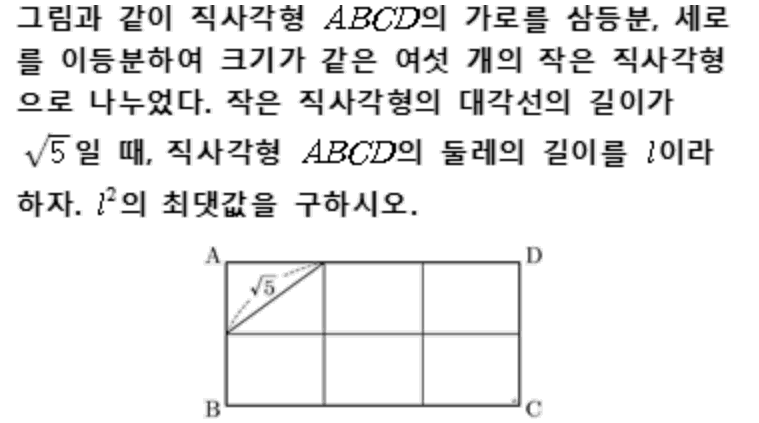 그림과 같이 직사각형 ABCD의 가로를 삼등분, 세로
를 이등분하여 크기가 같은 여섯 개의 작은 직사각형
으로 나누었다. 작은 직사각형의 대각선의 길이가
√5일 때, 직사각형 ABCD의 둘레의 길이를 l이라
하자. l²의 최댓값을 구하시오.
A D
√5
B C